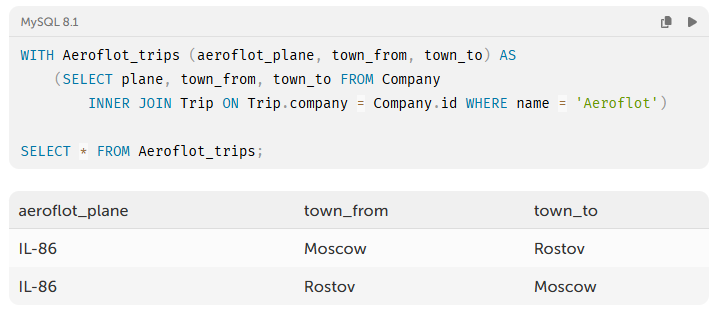 MySQL 8.1
WITH Aeroflot_trips (aeroflot_plane, town_from, town_to) AS
    (SELECT plane, town_from, town_to FROM Company
        INNER JOIN Trip ON Trip.company = Company.id WHERE name = 'Aeroflot')
SELECT * FROM Aeroflot_trips;
aeroflot_plane town_from town_to
IL-86 Moscow Rostov
IL-86 Rostov Moscow